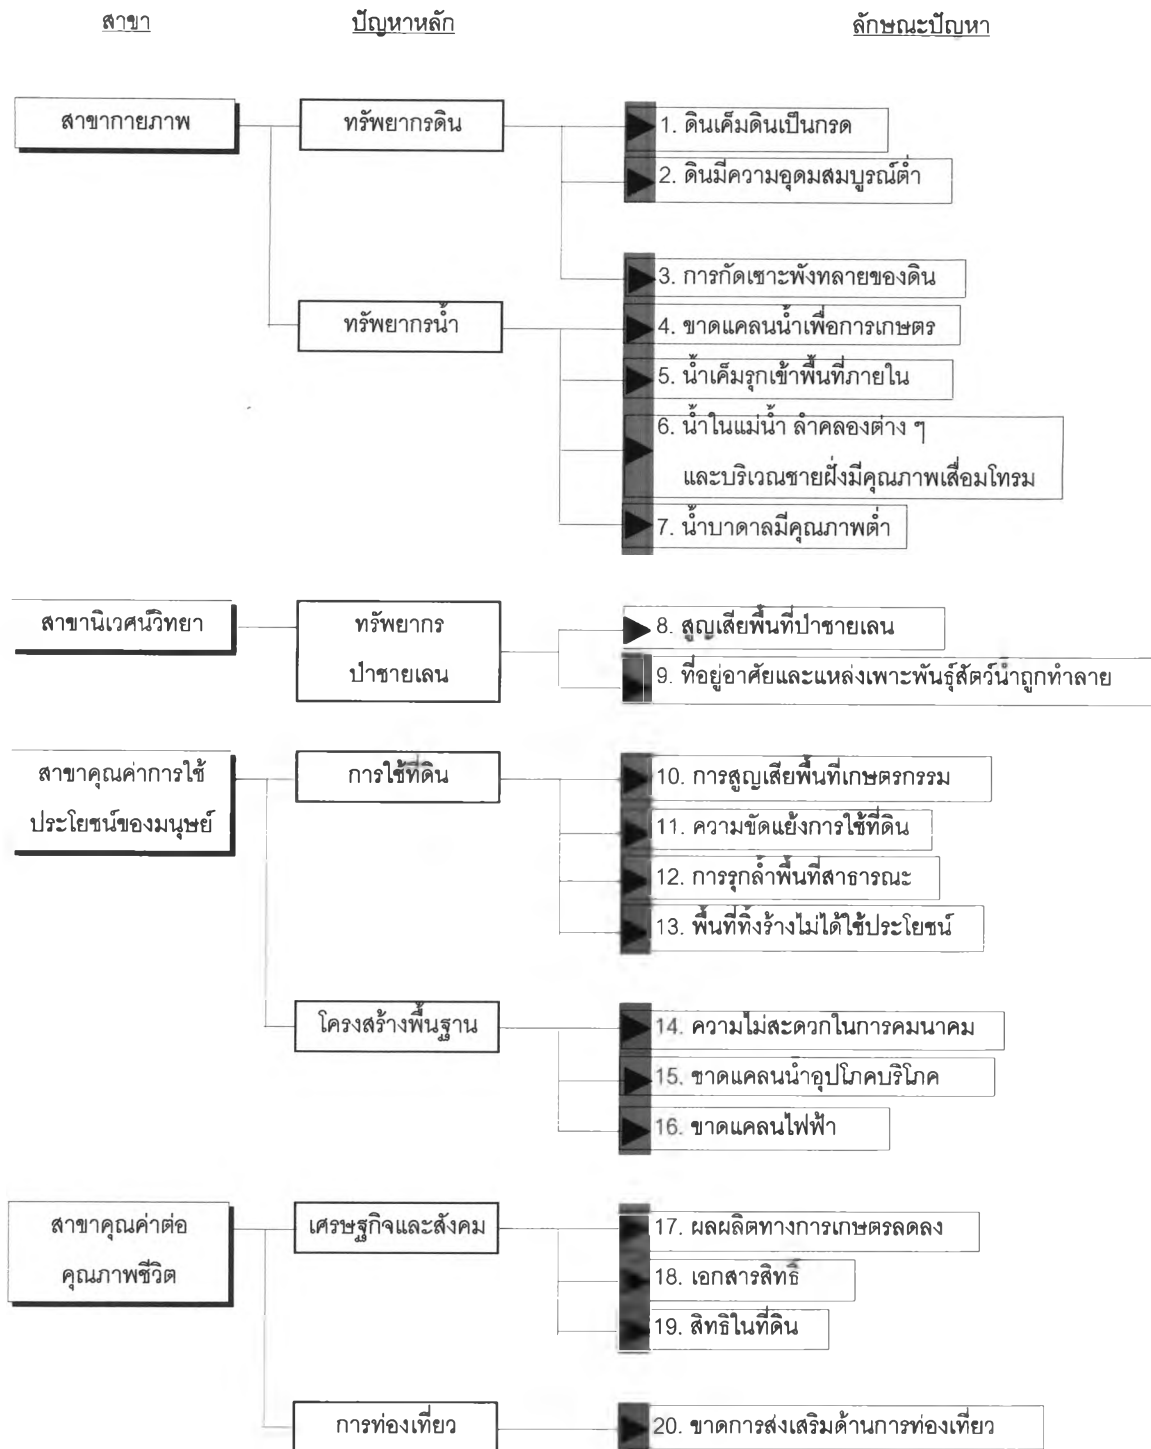 สาขา ปัญหาหลัก ลักษณะปัญหา
สาขากายภาพ ทรัพยากรดิน 1. ดินเค็มดินเป็นกรด
2. ดินมีความอุดมสมบูรณ์ต่ำ
3. การกัดเซาะพังทลายของดิน
ทรัพยากรน้ำ 4. ขาดแคลนน้ำเพื่อการเกษตร
5. น้ำเค็มรุกเข้าพื้นที่ภายใน
6. น้ำในแม่น้ำ ลำคลองต่าง ๆ
และบริเวณชายฝั่งมีคุณภาพเสื่อมโทรม
7. น้ำบาดาลมีคุณภาพต่ำ
สาขานิเวศน์วิทยา ทรัพยากร 8. สูญเสียพื้นที่ป่าชายเลน
ป่าชายเลน 9. ที่อยู่อาศัยและแหล่งเพาะพันธุ์สัตว์น้ำถูกทำลาย
สาขาคุณค่าการใช้ การใช้ที่ดิน 10. การสูญเสียพื้นที่เกษตรกรรม
ประโยชน์ของมนุษย์ 11. ความขัดแย้งการใช้ที่ดิน
12. การรุกล้ำพื้นที่สาธารณะ
13. พื้นที่ทิ้งร้างไม่ได้ใช้ประโยชน์
โครงสร้างพื้นฐาน 14. ความไม่สะดวกในการคมนาคม
15. ขาดแคลนน้ำอุปโภคบริโภค
16. ขาดแคลนไฟฟ้า
สาขาคุณค่าต่อ เศรษฐกิจและสังคม 17. ผลผลิตทางการเกษตรลดลง
คุณภาพชีวิต 18. เอกสารสิทธิ์
19. สิทธิในที่ดิน
การท่องเที่ยว 20. ขาดการส่งเสริมด้านการท่องเที่ยว